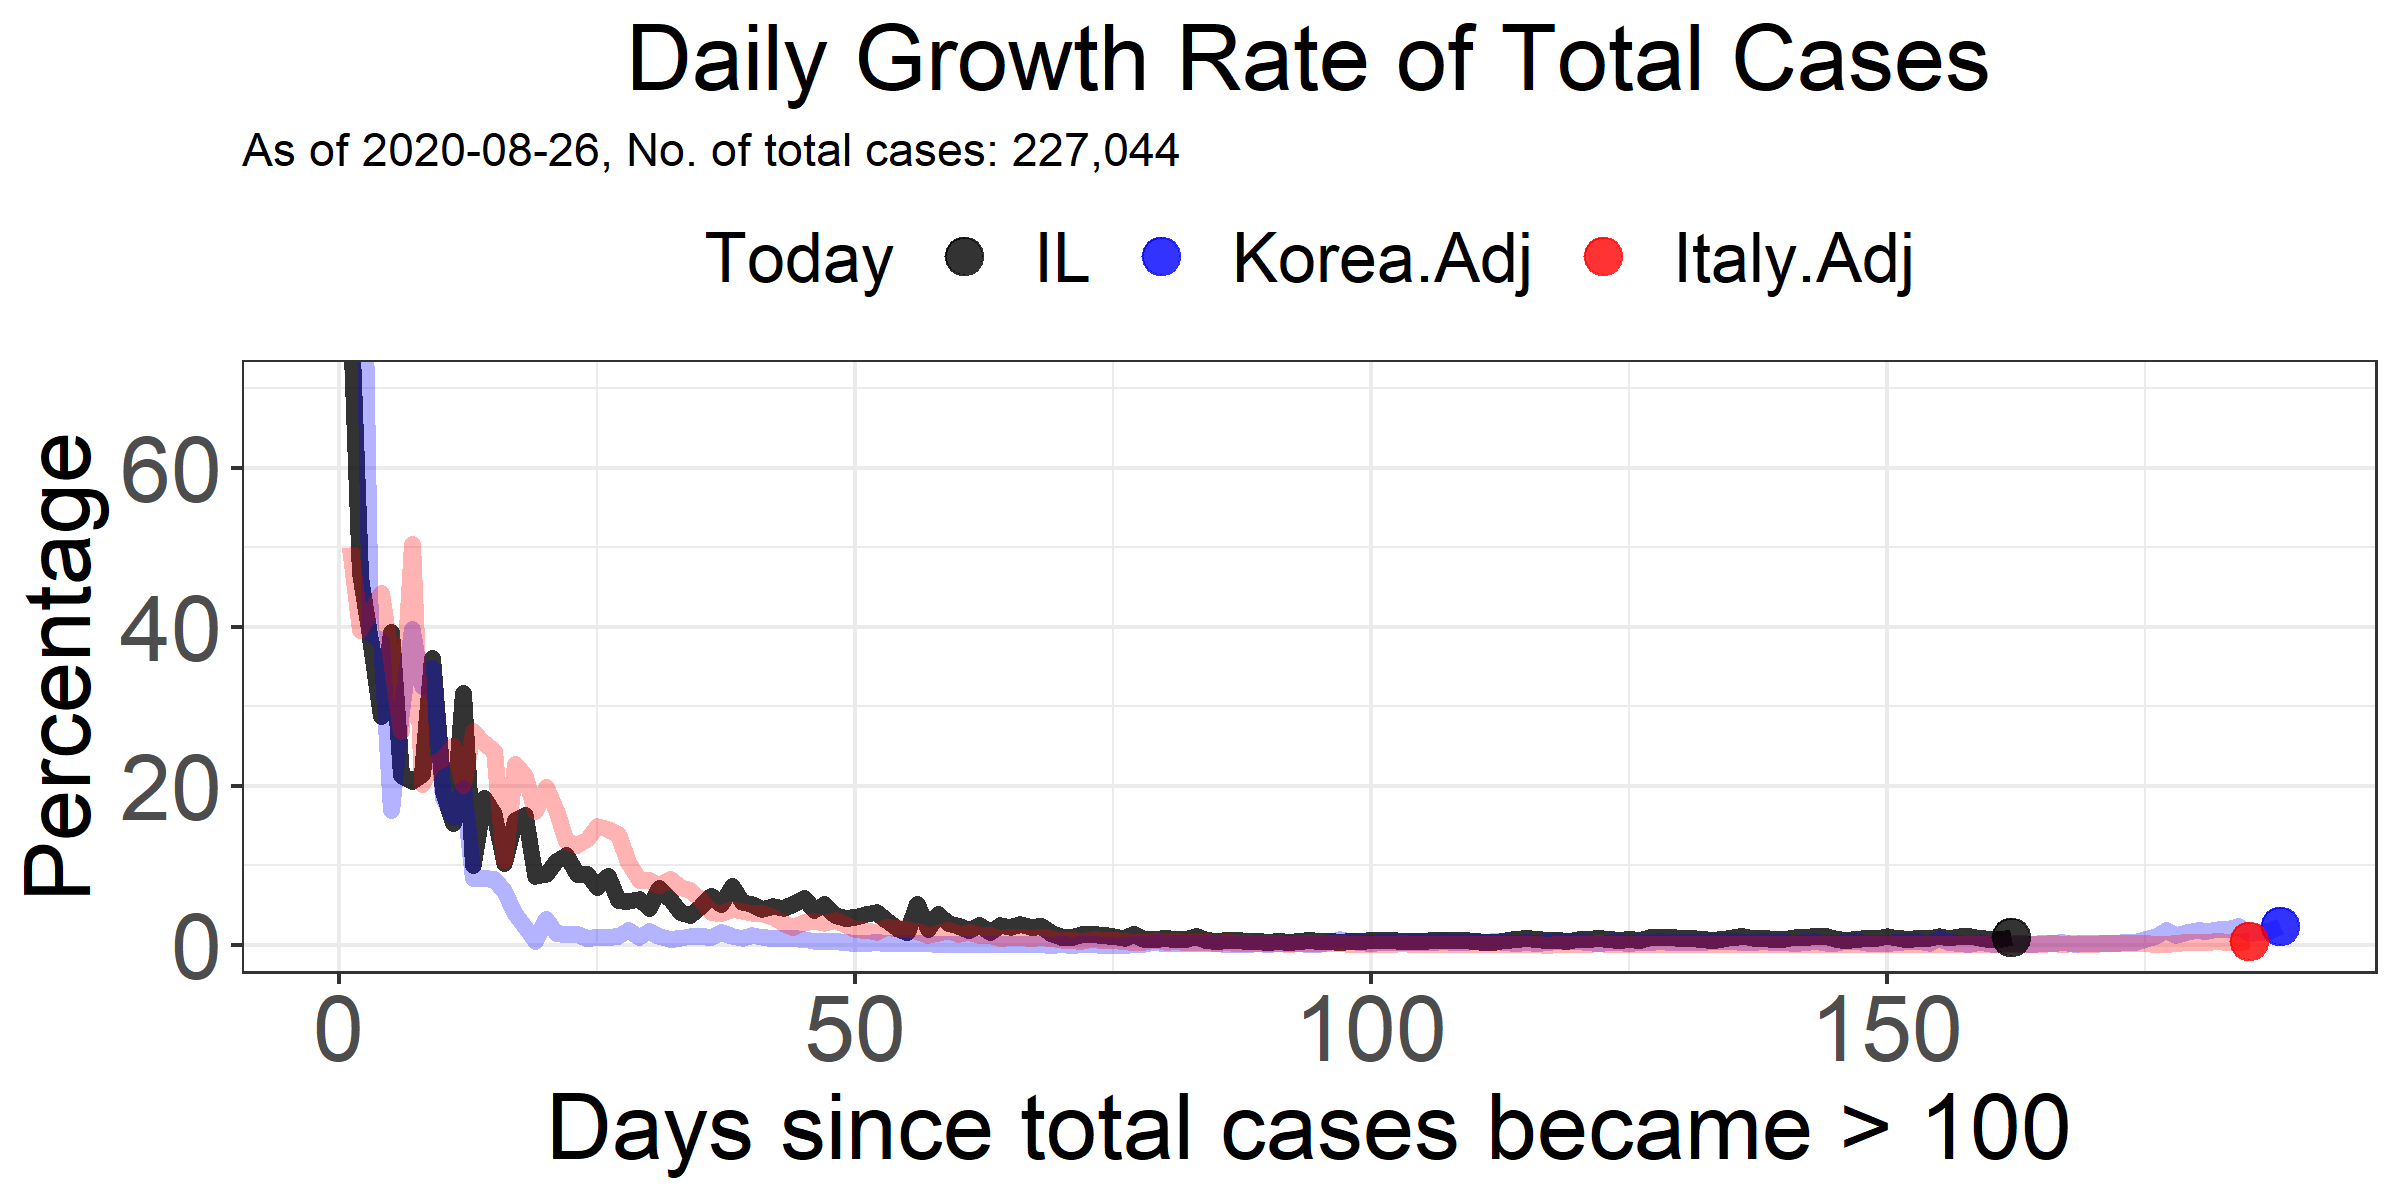 Daily Growth Rate of Total Cases
As of 2020-08-26, No. of total cases: 227,044
Today IL Korea.Adj Italy.Adj
Percentage
60
40
20
0
0 50 100 150
Days since total cases became > 100